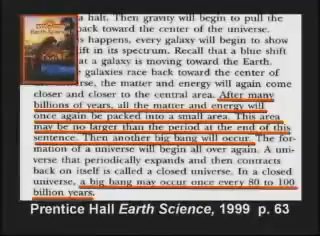 a halt. Then gravity will begin to pull the
back toward the center of the universe.
s happens, every galaxy will begin to show
ift in its spectrum. Recall that a blue shift
at a galaxy is moving toward the Earth.
e galaxies race back toward the center of
se, the matter and energy will again come
closer and closer to the central area. After many
billions of years, all the matter and energy will
once again be packed into a small area. This area
may be no larger than the period at the end of this
sentence. Then another big bang will occur. The for-
mation of a universe will begin all over again. A uni-
verse that periodically expands and then contracts
back on itself is called a closed universe. In a closed
universe, a big bang may occur once every 80 to 100
billion years.
Earth Science
Prentice Hall Earth Science, 1999 p. 63